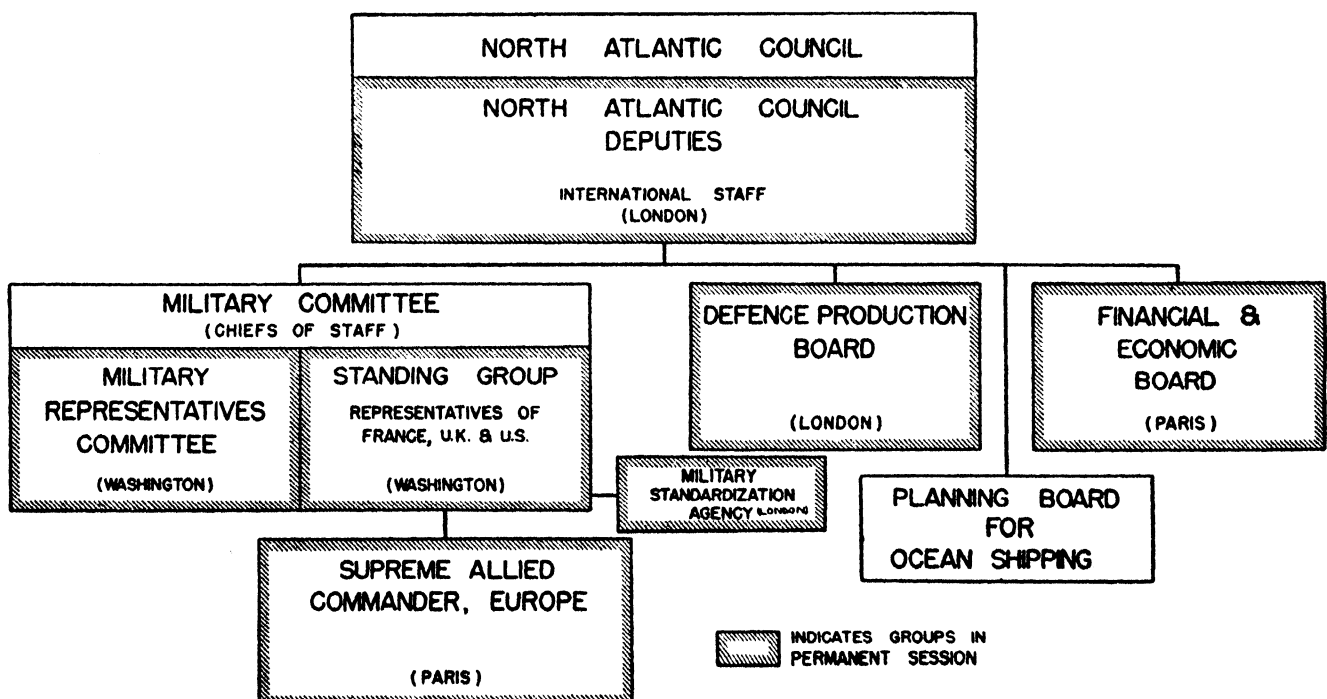 NORTH ATLANTIC COUNCIL
NORTH ATLANTIC COUNCIL
DEPUTIES
INTERNATIONAL STAFF
(LONDON)
MILITARY COMMITTEE
(CHIEFS OF STAFF)
MILITARY
REPRESENTATIVES
COMMITTEE
(WASHINGTON)
STANDING GROUP
REPRESENTATIVES OF
FRANCE, U.K. & U.S.
(WASHINGTON)
MILITARY
STANDARDIZATION
AGENCY (LONDON)
SUPREME ALLIED
COMMANDER, EUROPE
(PARIS)
DEFENCE PRODUCTION
BOARD
(LONDON)
PLANNING BOARD
FOR
OCEAN SHIPPING
FINANCIAL &
ECONOMIC
BOARD
(PARIS)
INDICATES GROUPS IN
PERMANENT SESSION